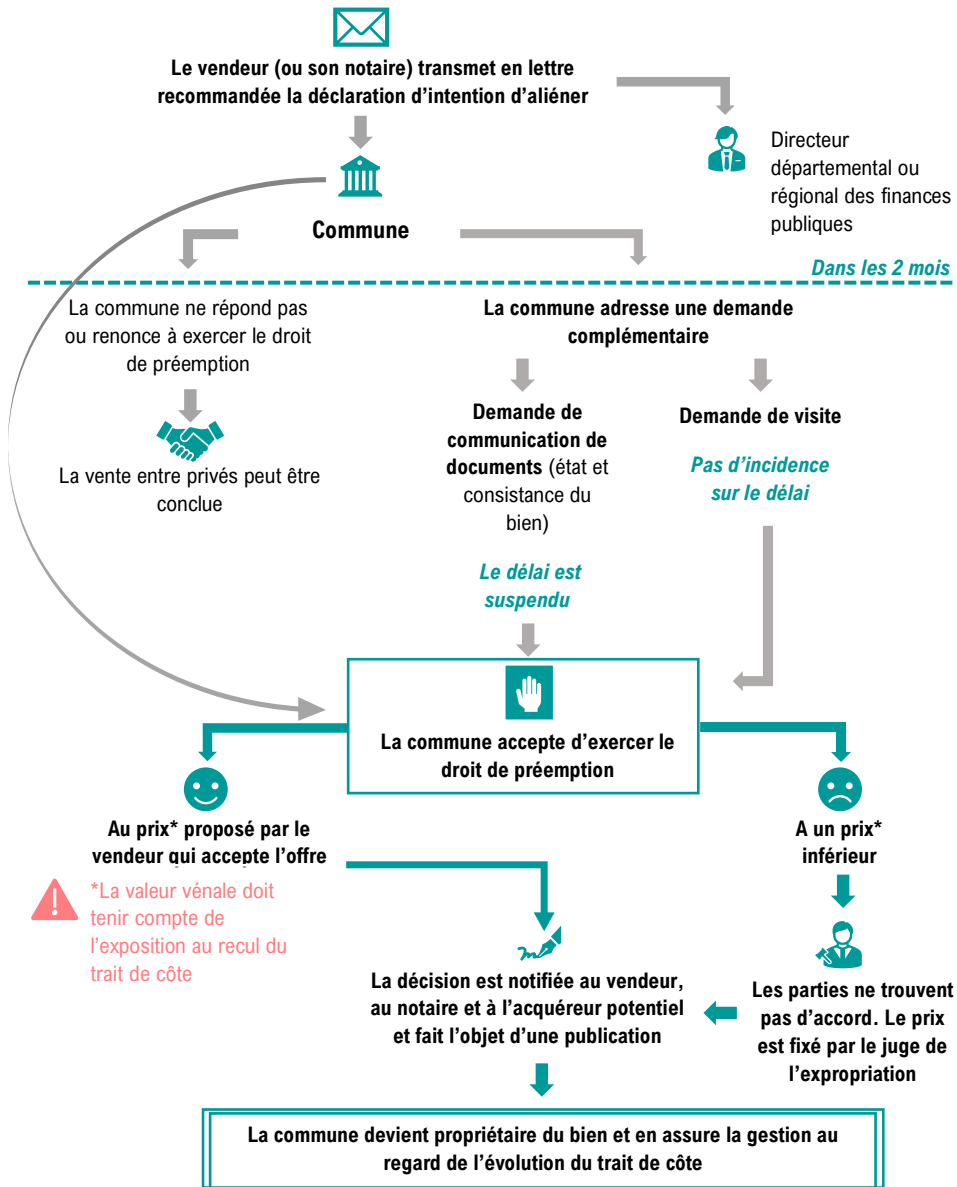 Le vendeur (ou son notaire) transmet en lettre
recommandée la déclaration d'intention d'aliéner
Directeur
départemental ou
régional des finances
publiques
Commune
Dans les 2 mois
La commune ne répond pas
ou renonce à exercer le droit
de préemption
La vente entre privés peut être
conclue
La commune adresse une demande
complémentaire
Demande de
communication de
documents (état et
consistance du
bien)
Le délai est
suspendu
Demande de visite
Pas d'incidence
sur le délai
La commune accepte d'exercer le
droit de préemption
Au prix* proposé par le
vendeur qui accepte l'offre
*La valeur vénale doit
tenir compte de
l'exposition au recul du
trait de côte
A un prix*
inférieur
Les parties ne trouvent
pas d'accord. Le prix
est fixé par le juge de
l'expropriation
La décision est notifiée au vendeur,
au notaire et à l'acquéreur potentiel
et fait l'objet d'une publication
La commune devient propriétaire du bien et en assure la gestion au
regard de l'évolution du trait de côte